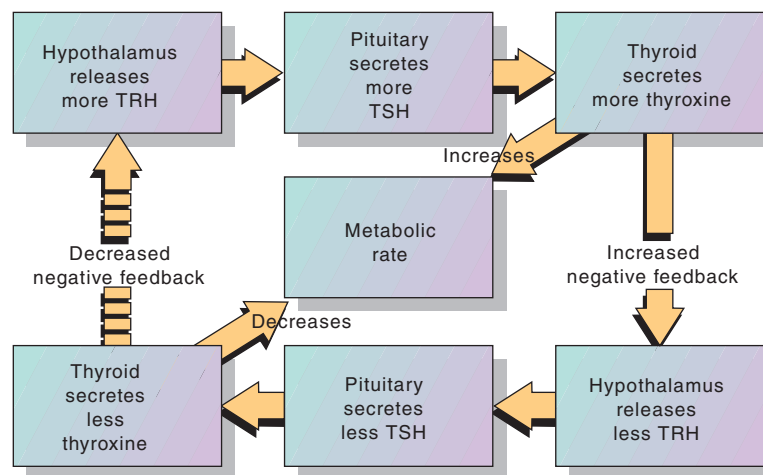 Hypothalamus
releases
more TRH
Pituitary
secretes
more
TSH
Thyroid
secretes
more thyroxine
Increases
Metabolic
rate
Decreased
negative feedback
Increased
negative feedback
Decreases
Thyroid
secretes
less
thyroxine
Pituitary
secretes
less TSH
Hypothalamus
releases
less TRH